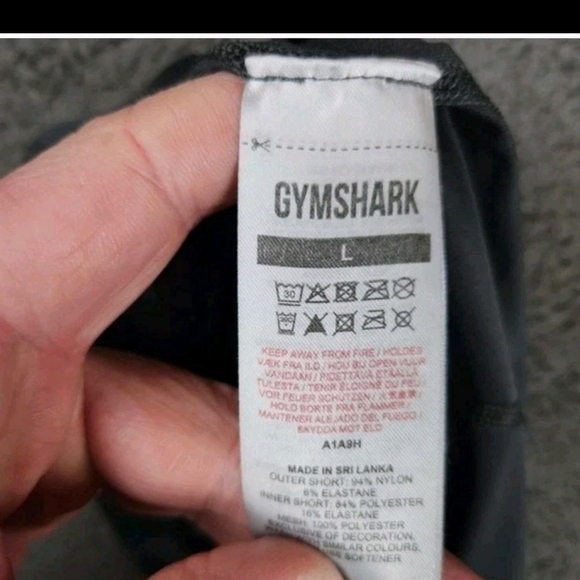 GYMSHARK
L
30
30C
KEEP AWAY FROM FIRE / HOLDES
VÆK FRA ILD / HOU BIJ OPEN VUUR
VANDAAN / PIDETTÄVÄ ETÄÄLLÄ
TULESTA / TENIR ÉLOIGNÉ DU FEU /
VOR FEUER SCHÜTZEN /
HOLD BORTE FRA FLAMMER /
MANTENER ALEJADO DEL FUEGO /
SKYDDA MOT ELD
A1A9H
MADE IN SRI LANKA
OUTER SHORT: 94% NYLON
6% ELASTANE
INNER SHORT: 84% POLYESTER
16% ELASTANE
MESH: 100% POLYESTER
EXCLUSIVE OF DECORATION.
SIMILAR COLOURS,
SOFTENER